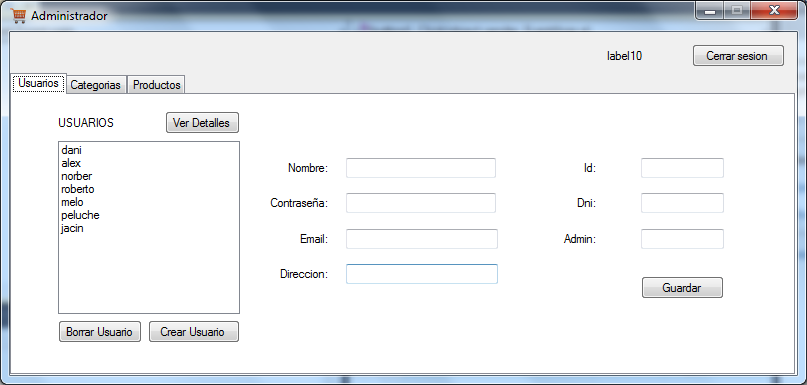 Administrador
label10
Cerrar sesion
Usuarios
Categorias
Productos
USUARIOS
Ver Detalles
dani
alex
norber
roberto
melo
peluche
jacin
Borrar Usuario
Crear Usuario
Nombre:
Contraseña:
Email:
Direccion:
Id:
Dni:
Admin:
Guardar